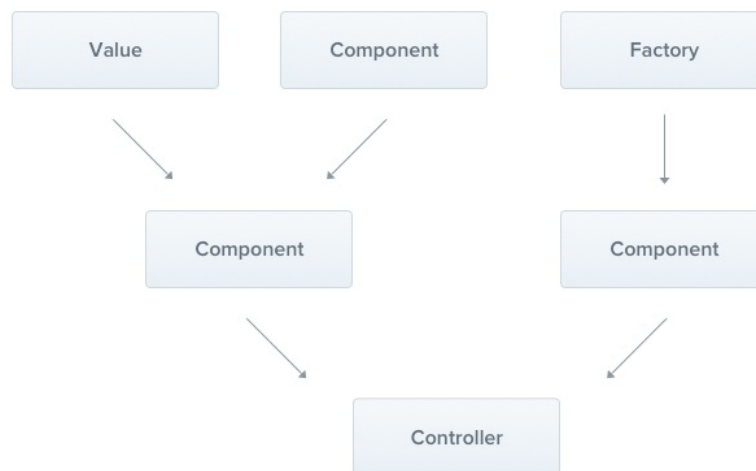 Value
Component
Factory
Component
Component
Controller